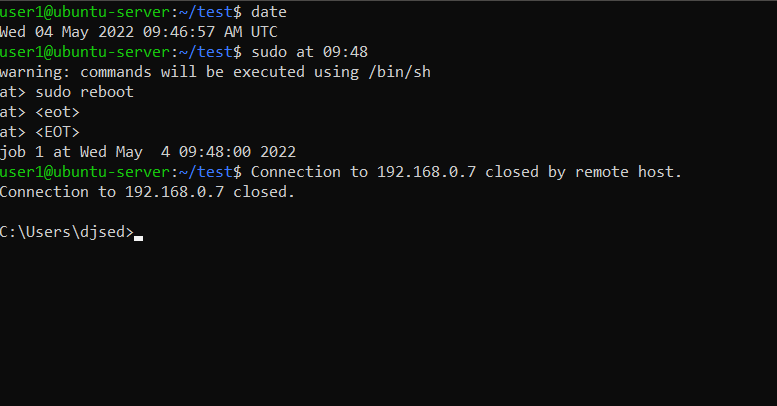 user1@ubuntu-server:~/test$ date
Wed 04 May 2022 09:46:57 AM UTC
user1@ubuntu-server:~/test$ sudo at 09:48
warning: commands will be executed using /bin/sh
at> sudo reboot
at> <eot>
at> <EOT>
job 1 at Wed May  4 09:48:00 2022
user1@ubuntu-server:~/test$ Connection to 192.168.0.7 closed by remote host.
Connection to 192.168.0.7 closed.
C:\Users\djsed>